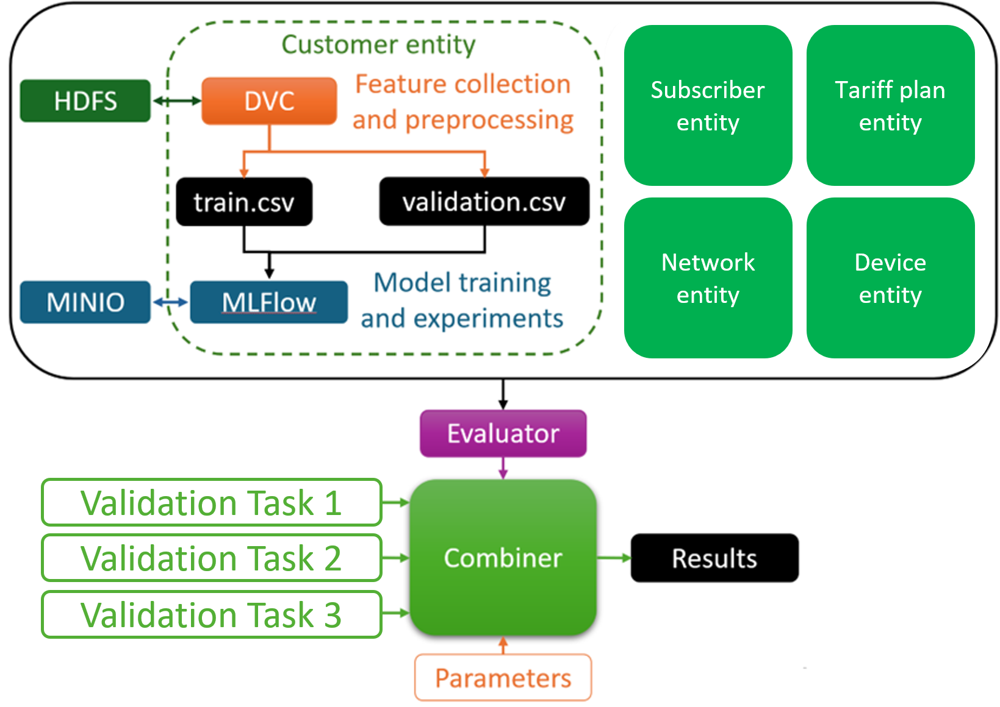 Customer entity
HDFS
DVC
Feature collection
and preprocessing
train.csv
validation.csv
MINIO
MLFlow
Model training
and experiments
Subscriber
entity
Tariff plan
entity
Network
entity
Device
entity
Evaluator
Validation Task 1
Validation Task 2
Validation Task 3
Combiner
Results
Parameters